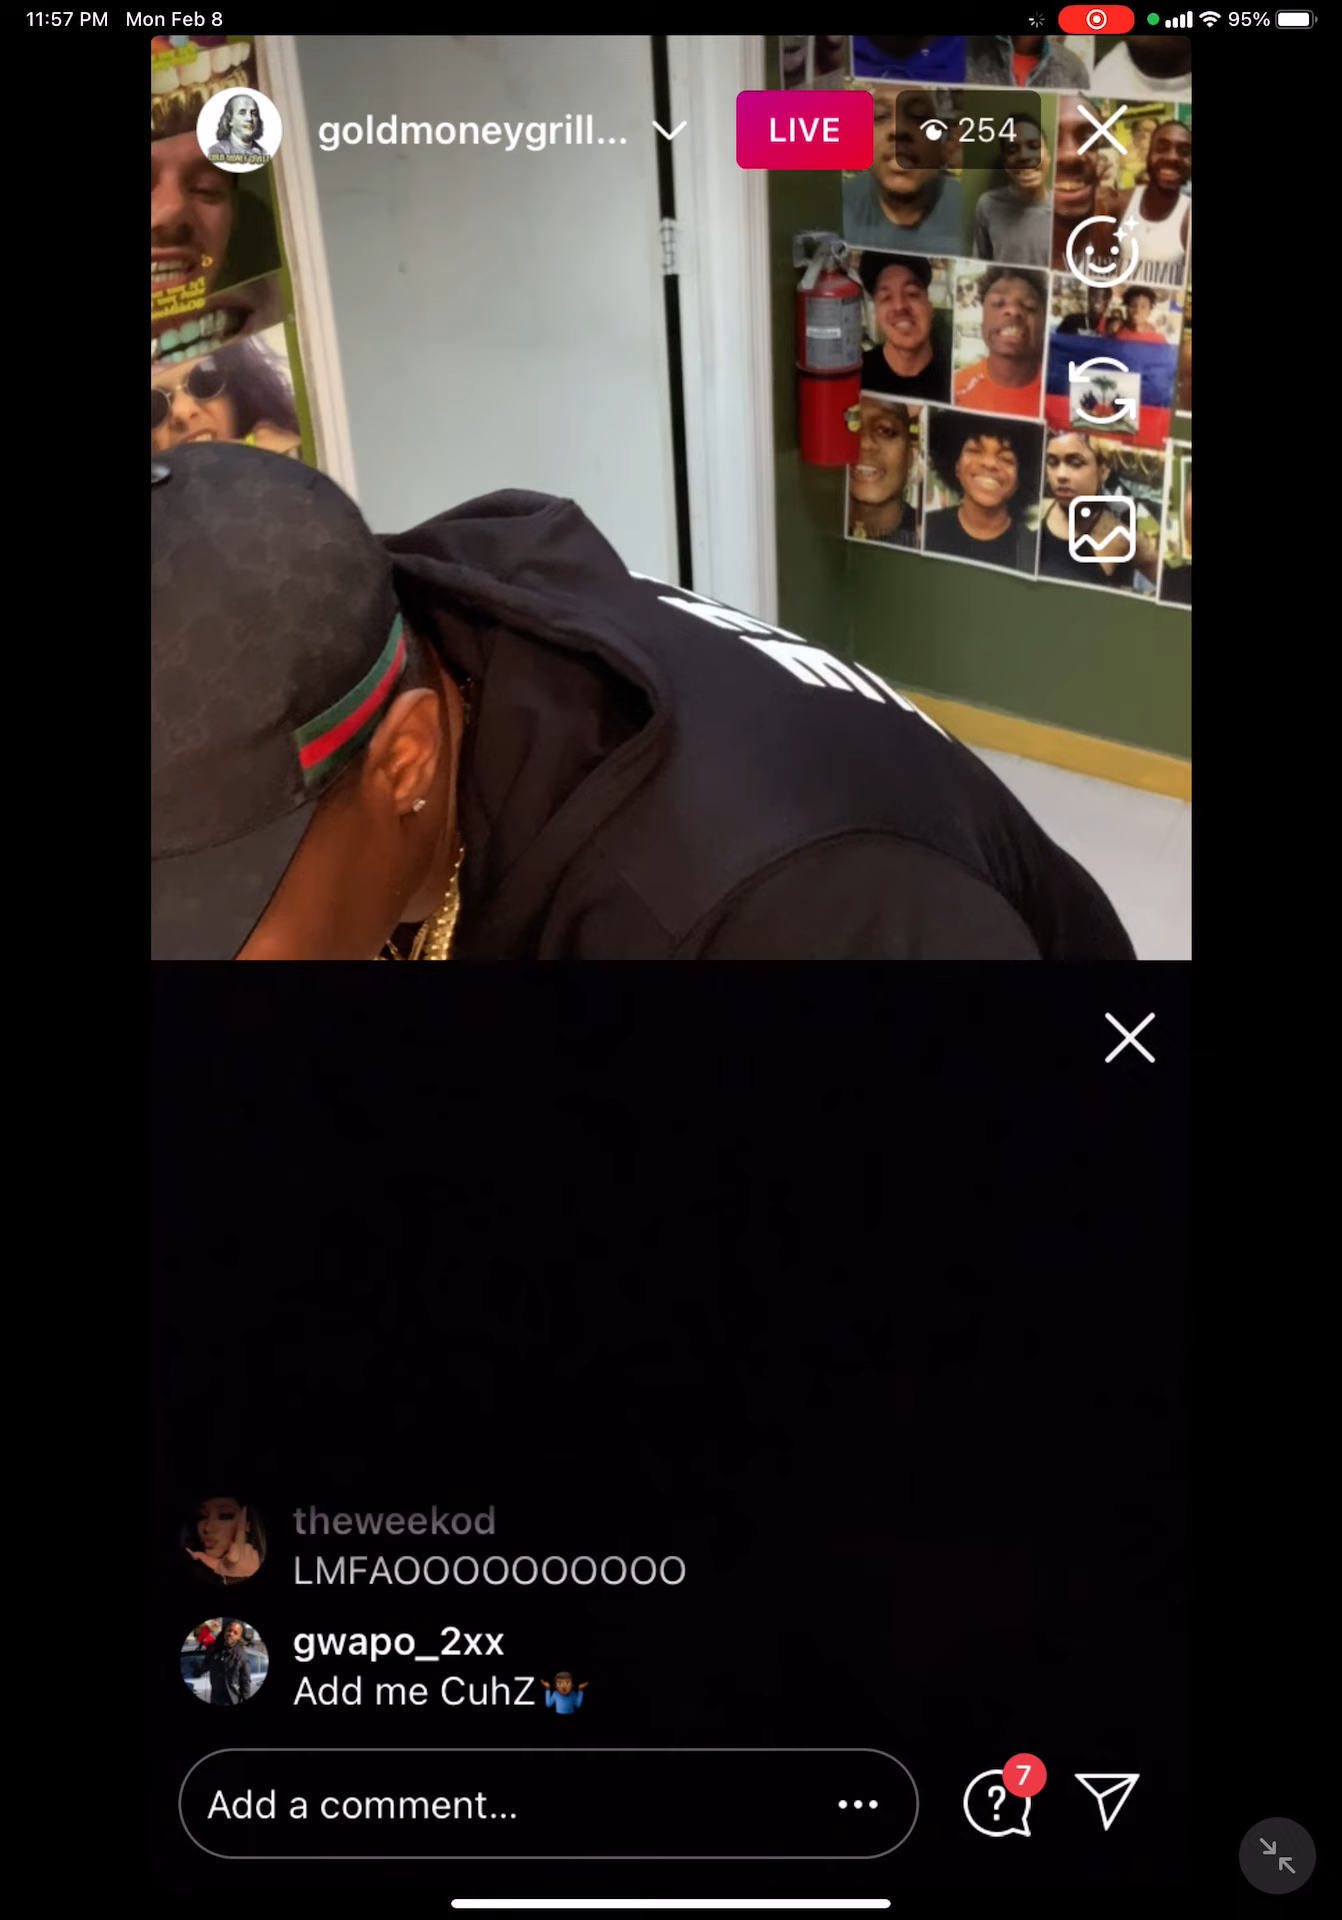 11:57 PM Mon Feb 8
95%
goldmoneygrill...
LIVE
254
theweekod
LMFAOOOOOOOOOO
gwapo_2xx
Add me CuhZ🤷🏾‍♂️
Add a comment...
7